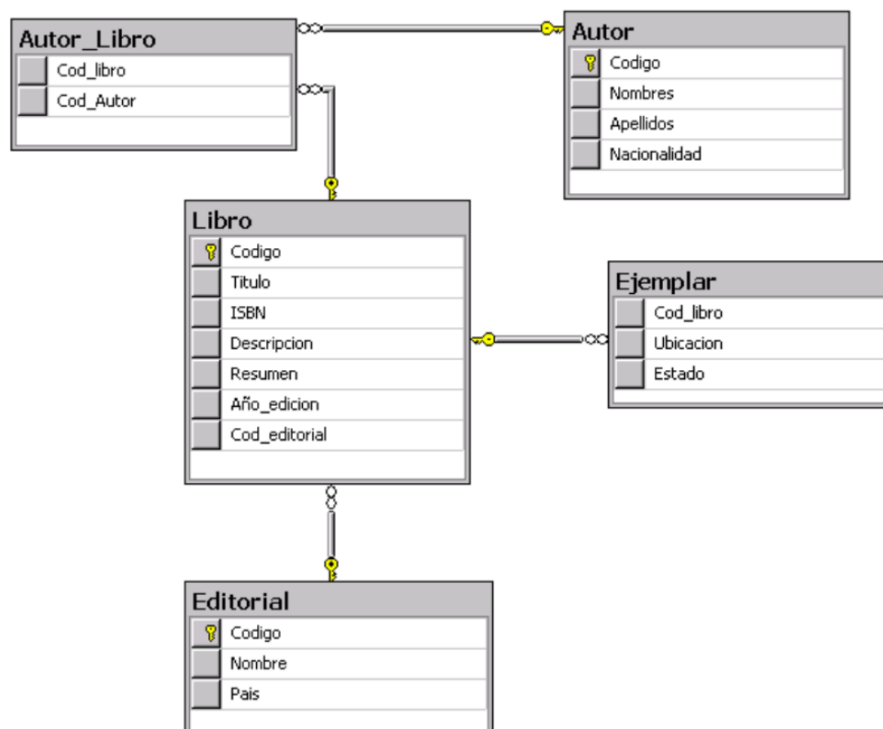 Autor_Libro
Cod_libro
Cod_Autor
Autor
Codigo
Nombres
Apellidos
Nacionalidad
Libro
Codigo
Titulo
ISBN
Descripcion
Resumen
Año_edicion
Cod_editorial
Ejemplar
Cod_libro
Ubicacion
Estado
Editorial
Codigo
Nombre
Pais